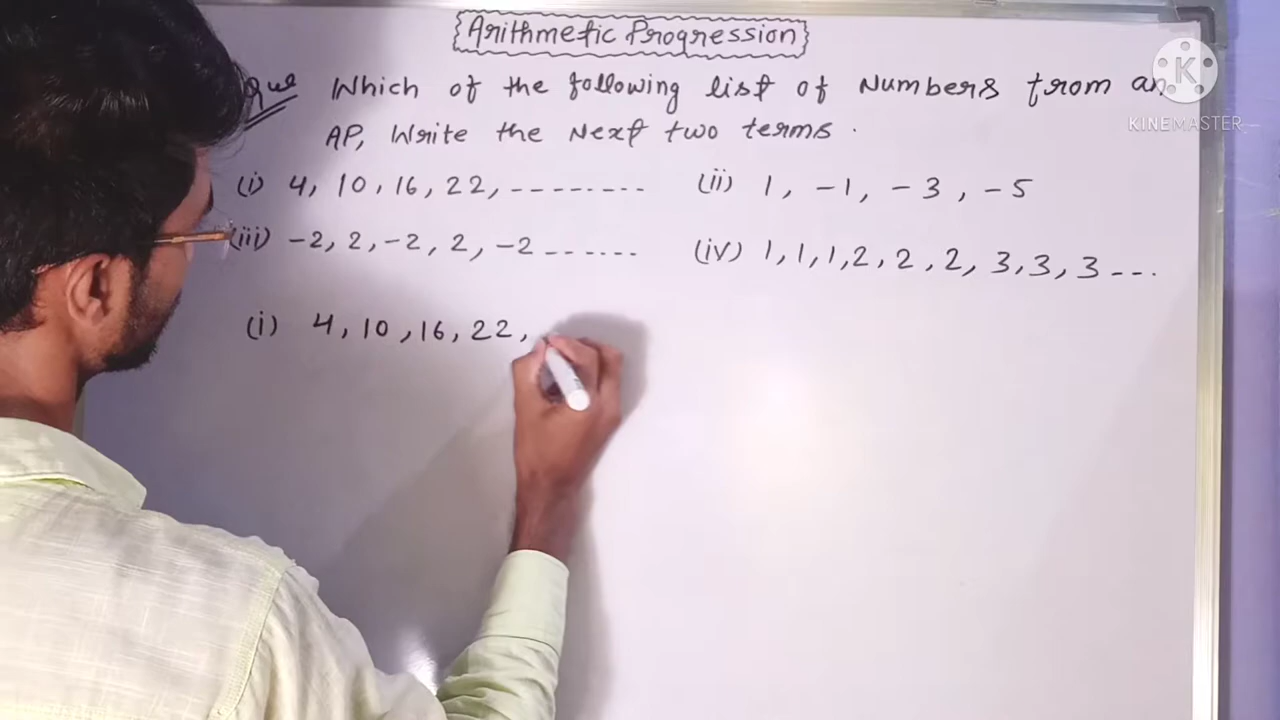 Arithmetic Progression
Que Which of the following list of Numbers from an
AP, Write the Next two terms.
(i) 4, 10, 16, 22, --------
(ii) 1, -1, -3, -5
(iii) -2, 2, -2, 2, -2 ------
(iv) 1, 1, 1, 2, 2, 2, 3, 3, 3 ---
(i) 4, 10, 16, 22,
K
KINEMASTER